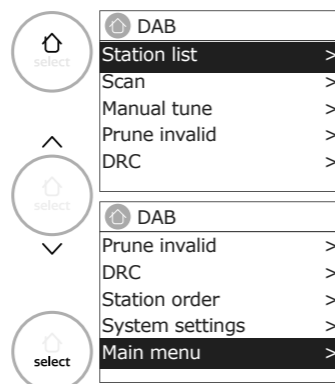 DAB
select
Station list >
Scan >
Manual tune >
Prune invalid >
DRC >
select
DAB
Prune invalid >
DRC >
Station order >
System settings >
Main menu >
select